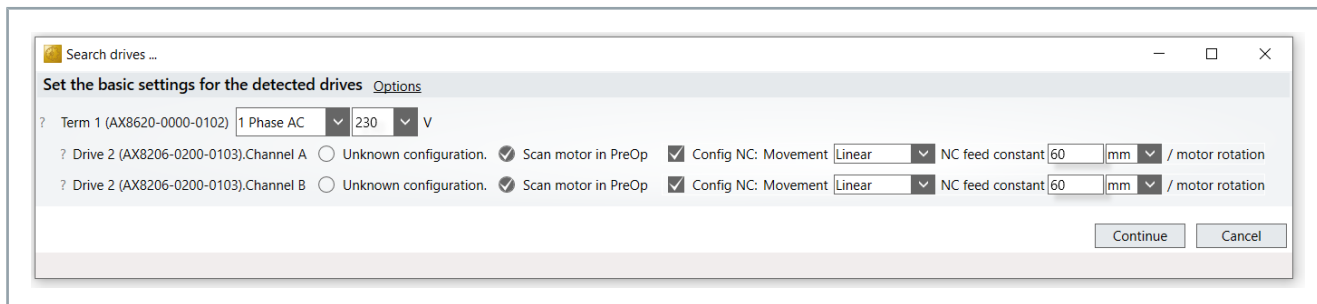 Search drives ...
Set the basic settings for the detected drives Options
? Term 1 (AX8620-0000-0102) 1 Phase AC 230 V
? Drive 2 (AX8206-0200-0103).Channel A Unknown configuration. Scan motor in PreOp Config NC: Movement Linear NC feed constant 60 mm / motor rotation
? Drive 2 (AX8206-0200-0103).Channel B Unknown configuration. Scan motor in PreOp Config NC: Movement Linear NC feed constant 60 mm / motor rotation
Continue Cancel